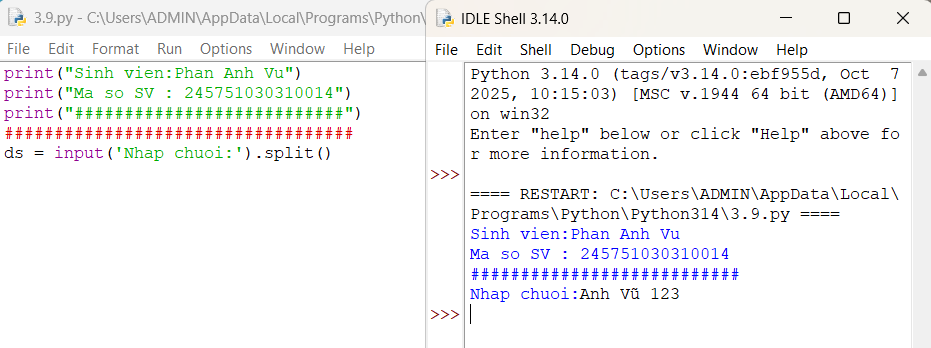 3.9.py - C:\Users\ADMIN\AppData\Local\Programs\Python\
File Edit Format Run Options Window Help
print("Sinh vien:Phan Anh Vu")
print("Ma so SV : 245751030310014")
print("###########################")
###################################
ds = input('Nhap chuoi:').split()
IDLE Shell 3.14.0
File Edit Shell Debug Options Window Help
Python 3.14.0 (tags/v3.14.0:ebf955d, Oct  7
2025, 10:15:03) [MSC v.1944 64 bit (AMD64)]
on win32
Enter "help" below or click "Help" above fo
r more information.
>>>
==== RESTART: C:\Users\ADMIN\AppData\Local\
Programs\Python\Python314\3.9.py ====
Sinh vien:Phan Anh Vu
Ma so SV : 245751030310014
###########################
Nhap chuoi:Anh Vũ 123
>>>